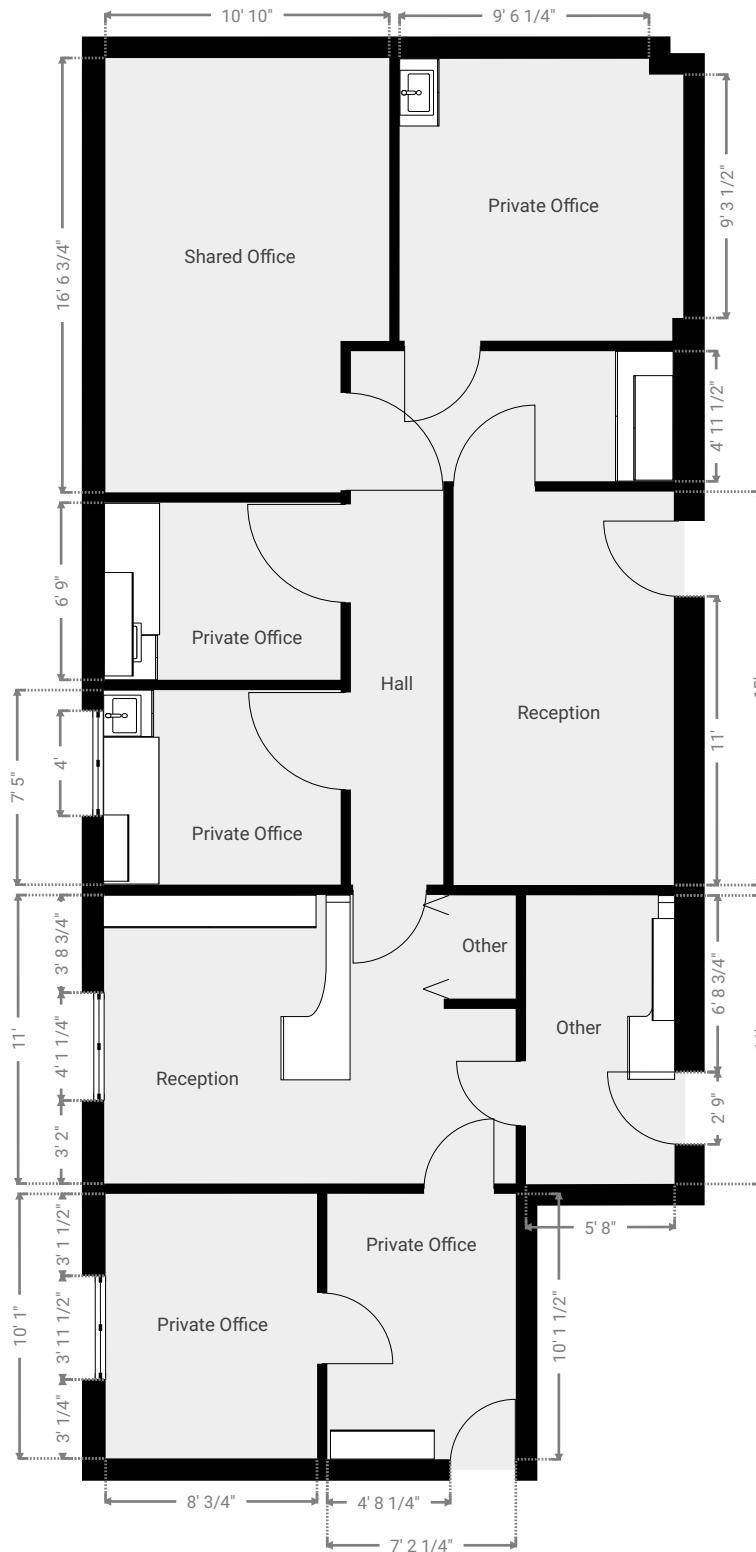 10' 10"
9' 6 1/4"
9' 3 1/2"
Private Office
Shared Office
16' 6 3/4"
4' 11 1/2"
6' 9"
Private Office
Hall
Reception
11'
4'
7' 5"
Private Office
3' 8 3/4"
Other
6' 8 3/4"
Other
11'
4' 1 1/4"
Reception
2' 9"
3' 2"
3' 1 1/2"
5' 8"
Private Office
10' 1"
3' 11 1/2"
Private Office
10' 1 1/2"
3' 1/4"
8' 3/4"
4' 8 1/4"
7' 2 1/4"